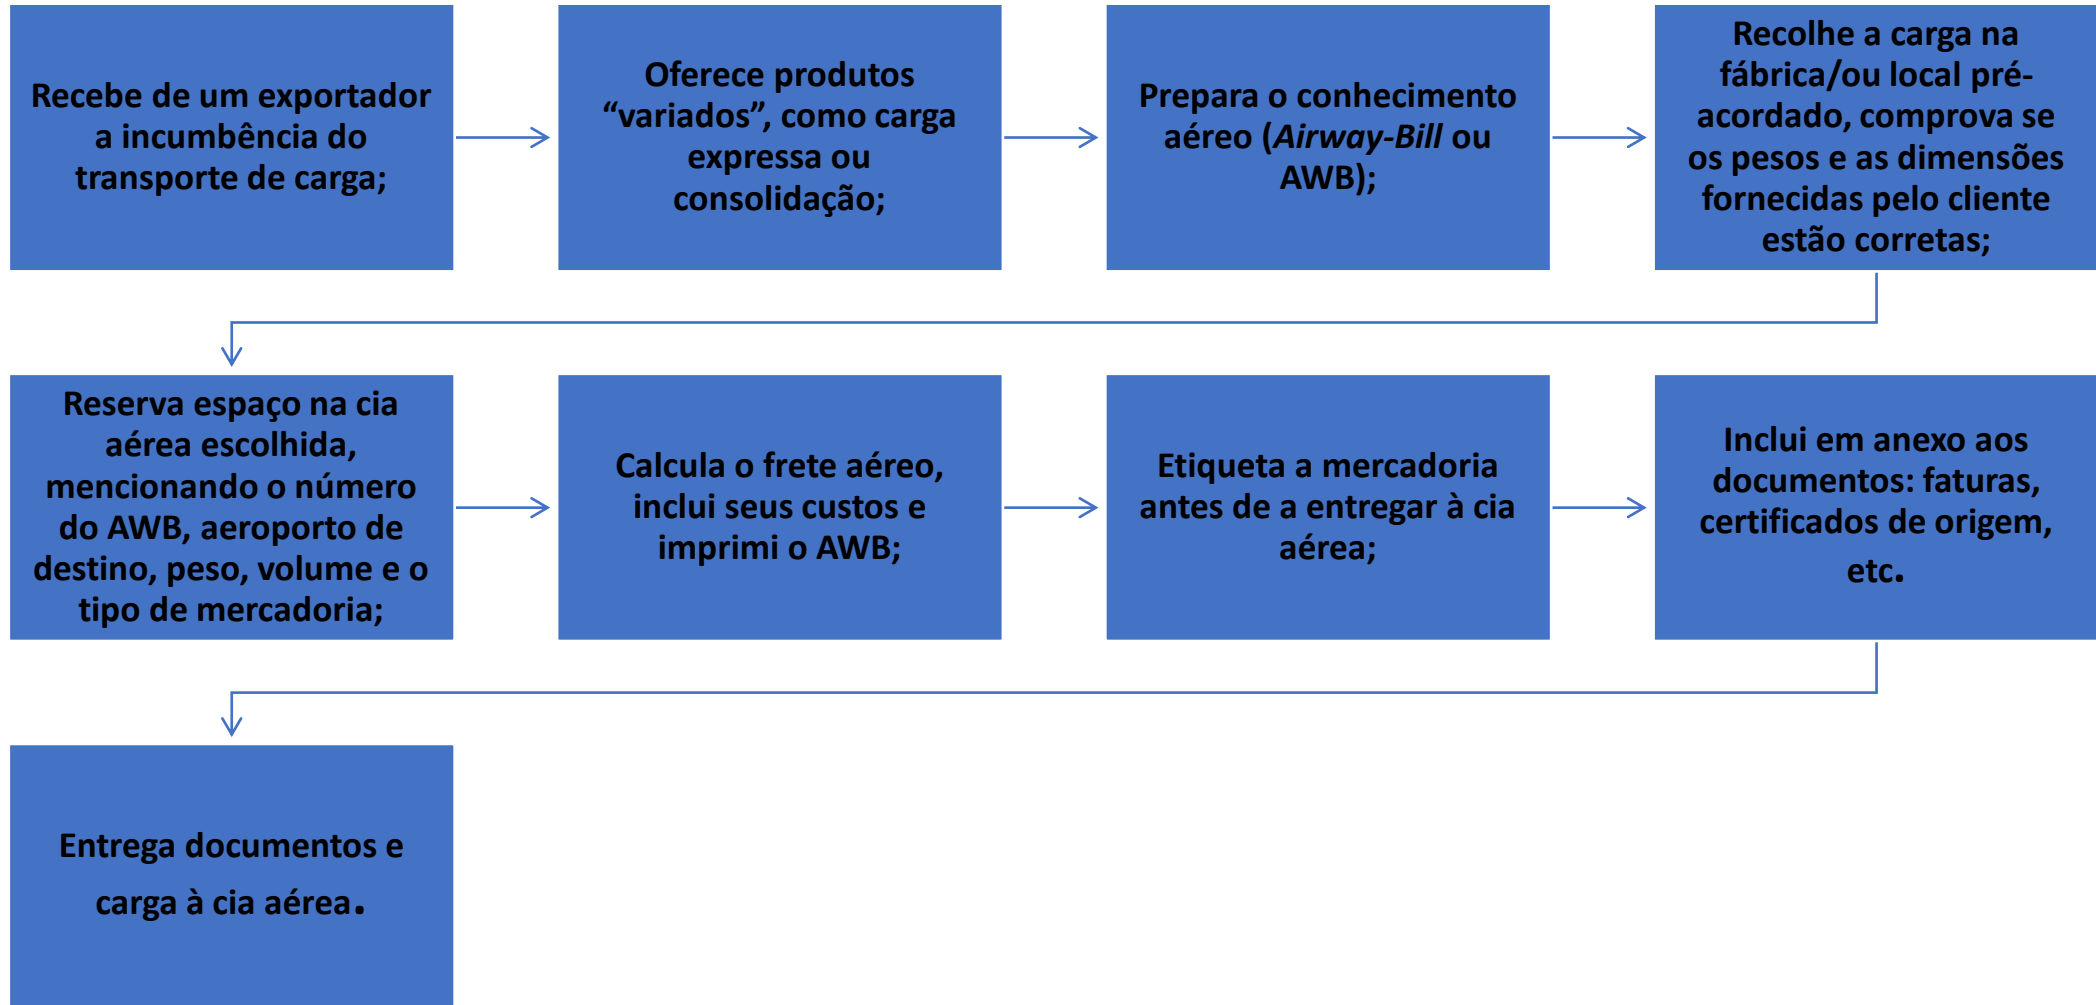 Recebe de um exportador
a incumbência do
transporte de carga;
Oferece produtos
“variados”, como carga
expressa ou
consolidação;
Prepara o conhecimento
aéreo (Airway-Bill ou
AWB);
Recolhe a carga na
fábrica/ou local pré-
acordado, comprova se
os pesos e as dimensões
fornecidas pelo cliente
estão corretas;
Reserva espaço na cia
aérea escolhida,
mencionando o número
do AWB, aeroporto de
destino, peso, volume e o
tipo de mercadoria;
Calcula o frete aéreo,
inclui seus custos e
imprimi o AWB;
Etiqueta a mercadoria
antes de a entregar à cia
aérea;
Inclui em anexo aos
documentos: faturas,
certificados de origem,
etc.
Entrega documentos e
carga à cia aérea.